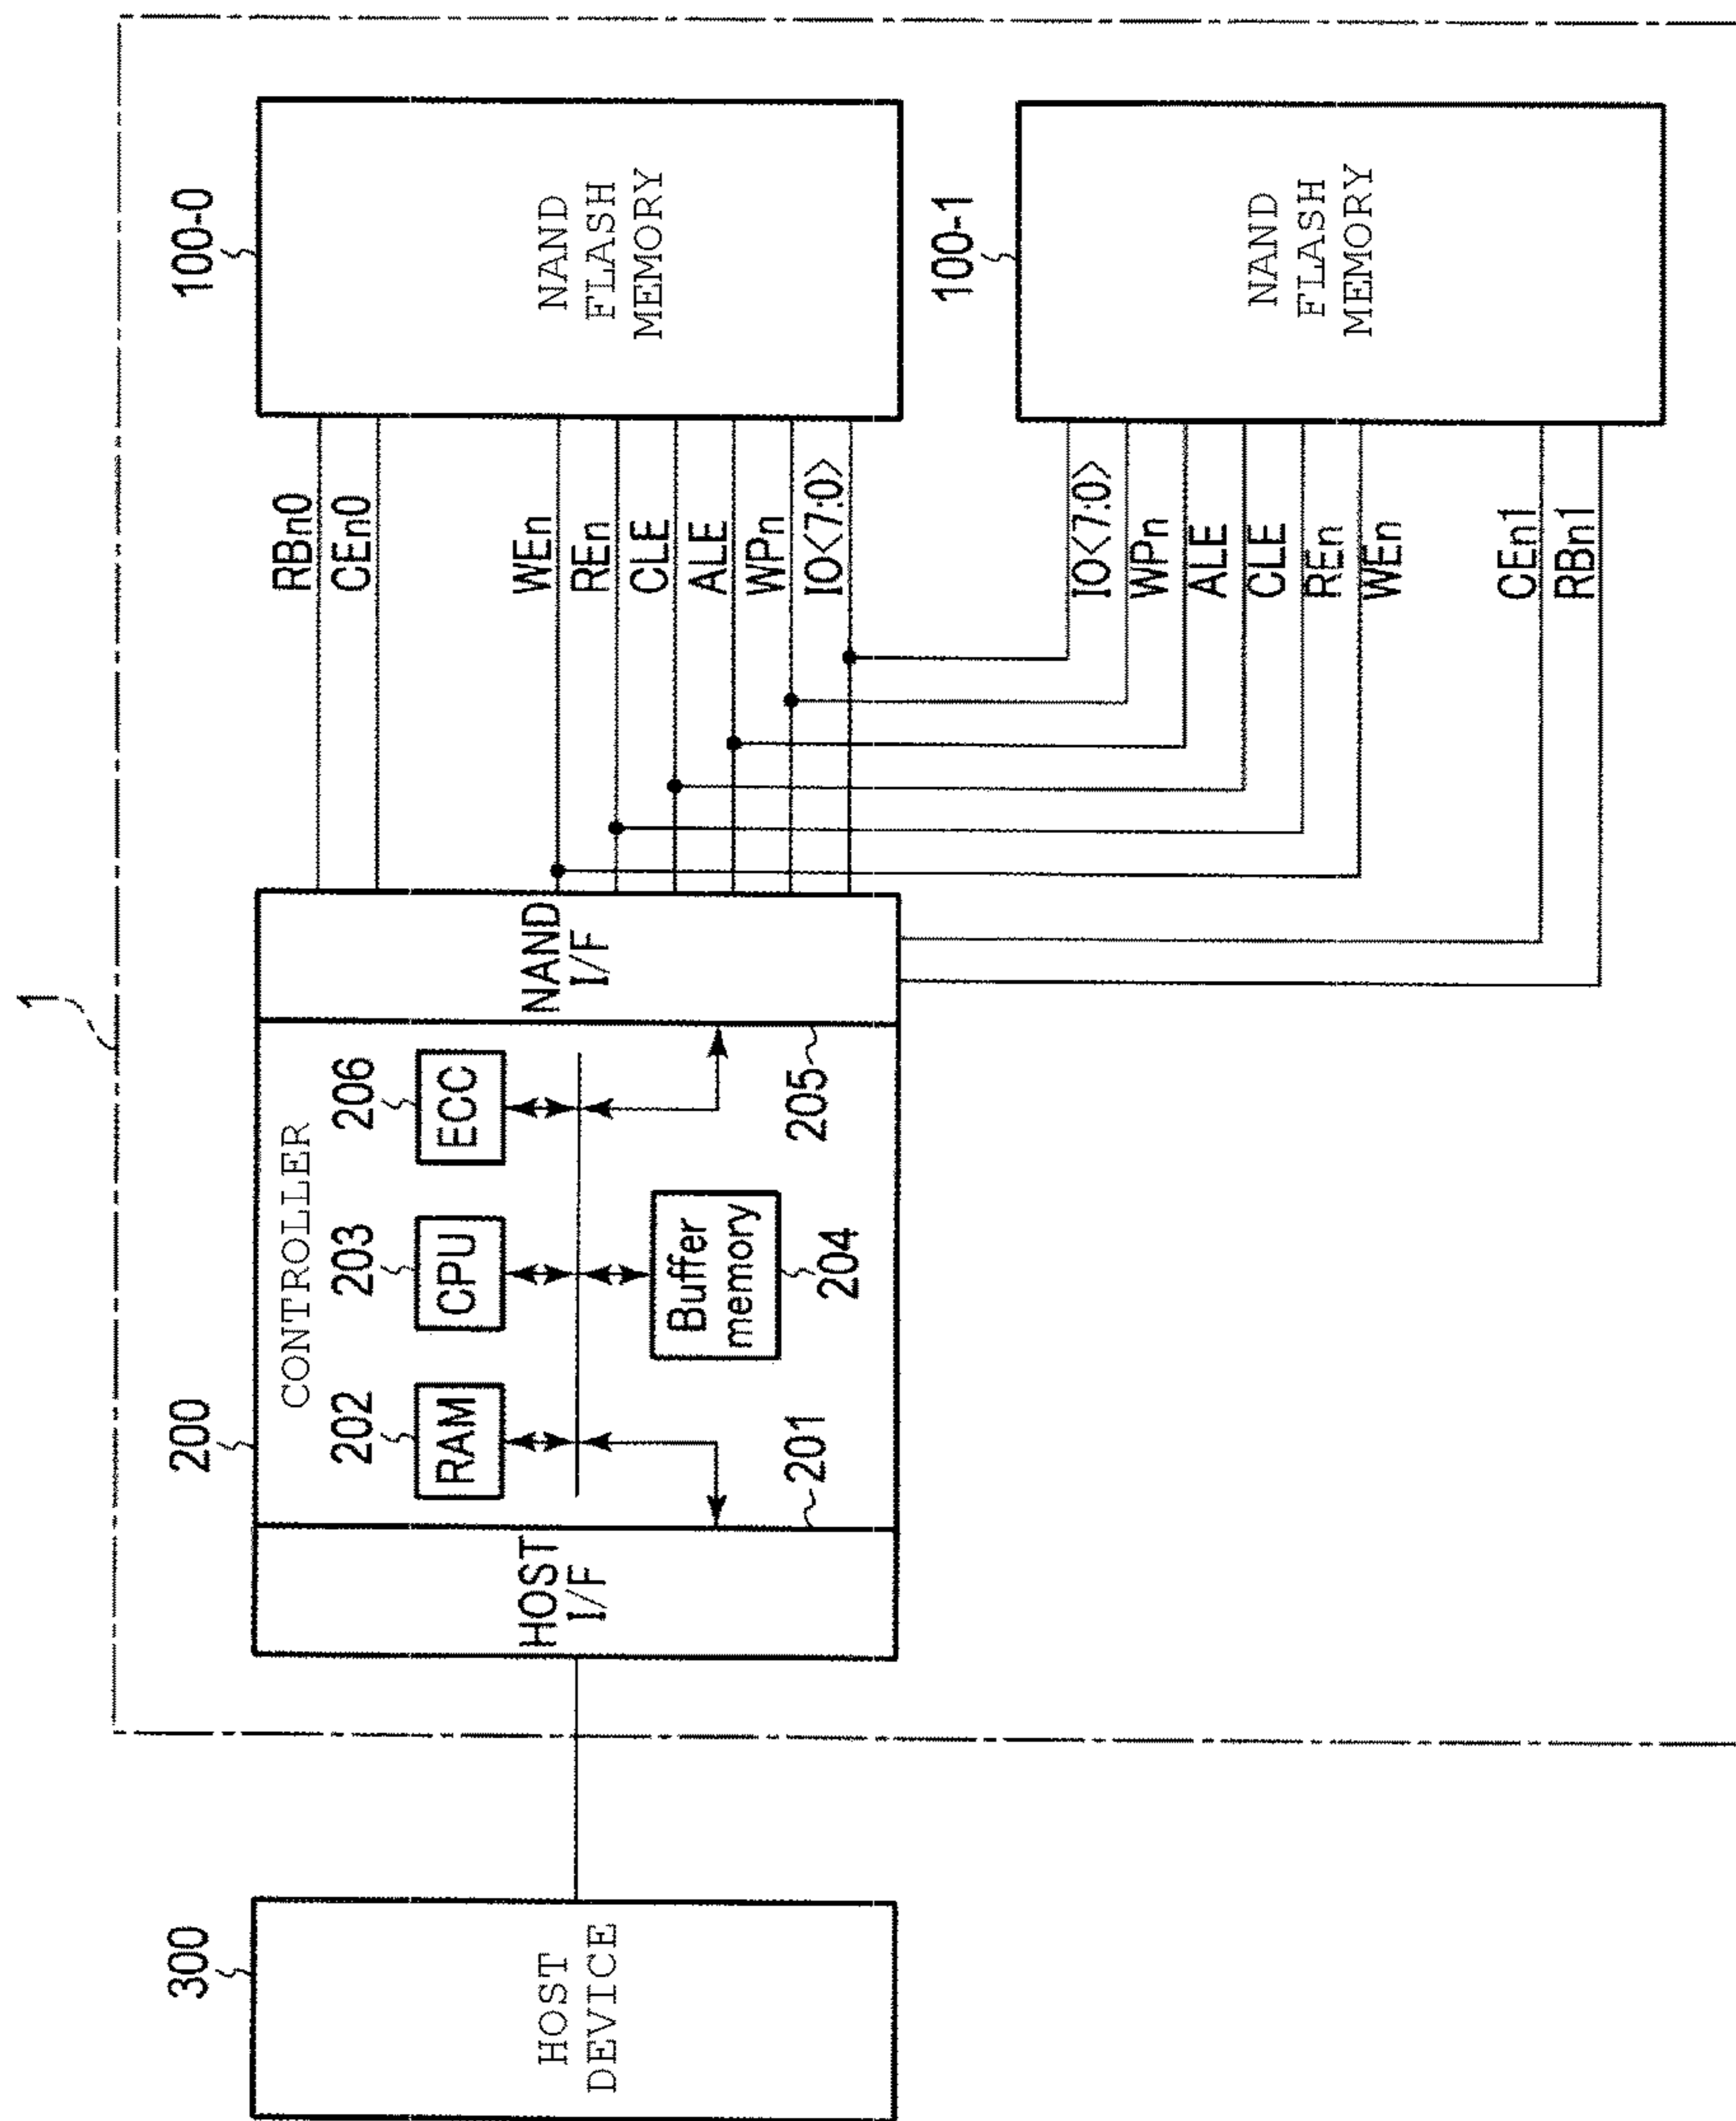 1
300
HOST
DEVICE
200
CONTROLLER
HOST
I/F
201
202
RAM
203
CPU
206
ECC
Buffer
memory
204
205
NAND
I/F
RBn0
CEn0
WEn
REn
CLE
ALE
WPn
IO<7:0>
100-0
NAND
FLASH
MEMORY
IO<7:0>
WPn
ALE
CLE
REn
WEn
CEn1
RBn1
100-1
NAND
FLASH
MEMORY